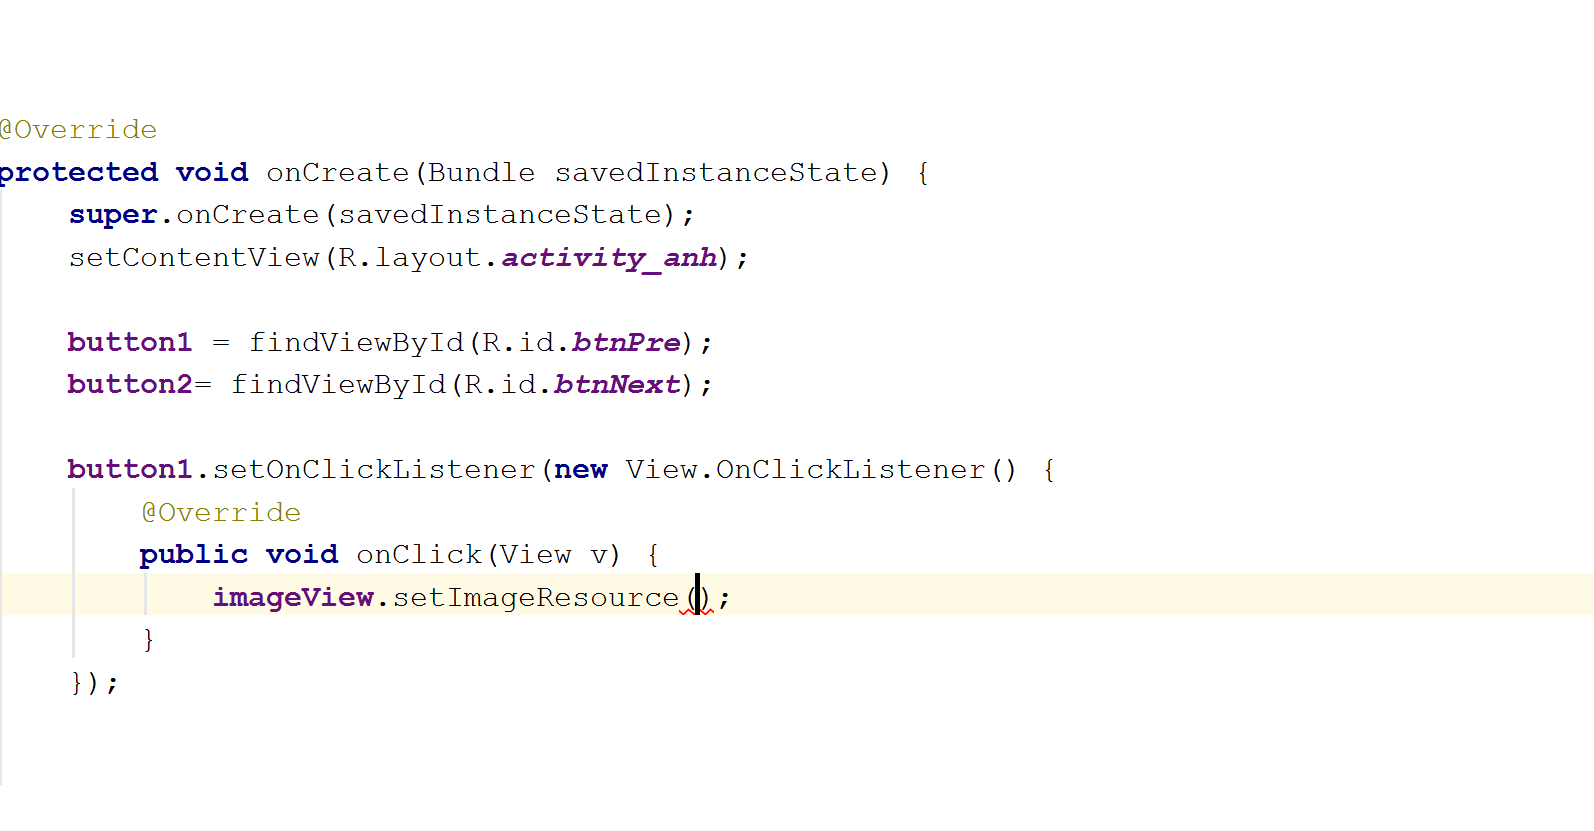 @Override
protected void onCreate(Bundle savedInstanceState) {
super.onCreate(savedInstanceState);
setContentView(R.layout.activity_anh);
button1 = findViewById(R.id.btnPre);
button2= findViewById(R.id.btnNext);
button1.setOnClickListener(new View.OnClickListener() {
@Override
public void onClick(View v) {
imageView.setImageResource();
}
});